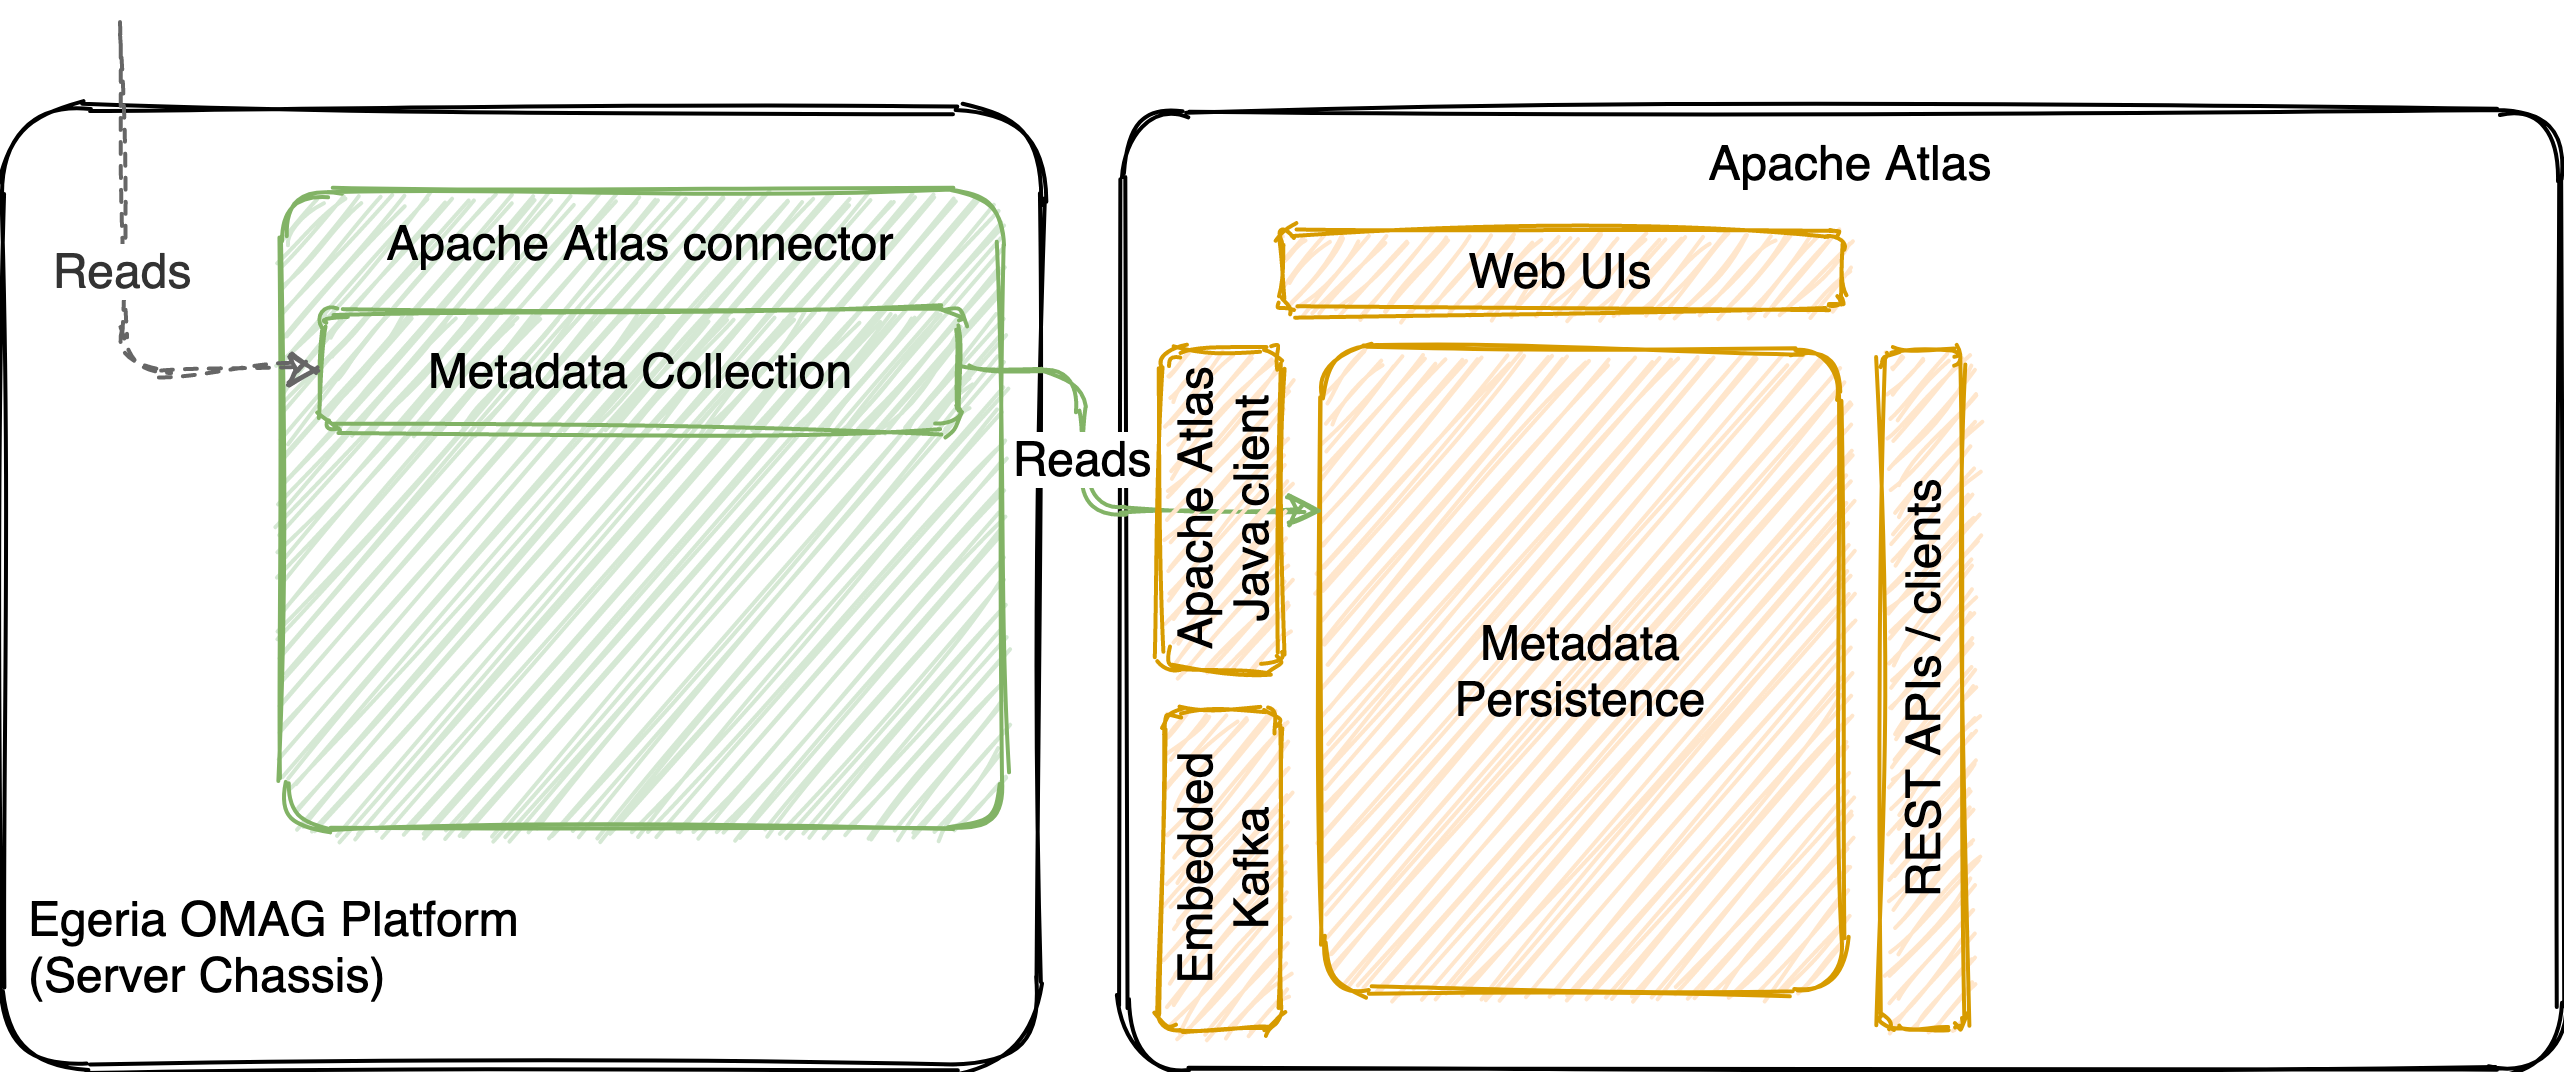 Apache Atlas
Apache Atlas connector
Reads
Web UIs
Metadata Collection
Reads
Apache Atlas
Java client
Metadata
Persistence
REST APIs / clients
Embedded
Kafka
Egeria OMAG Platform
(Server Chassis)